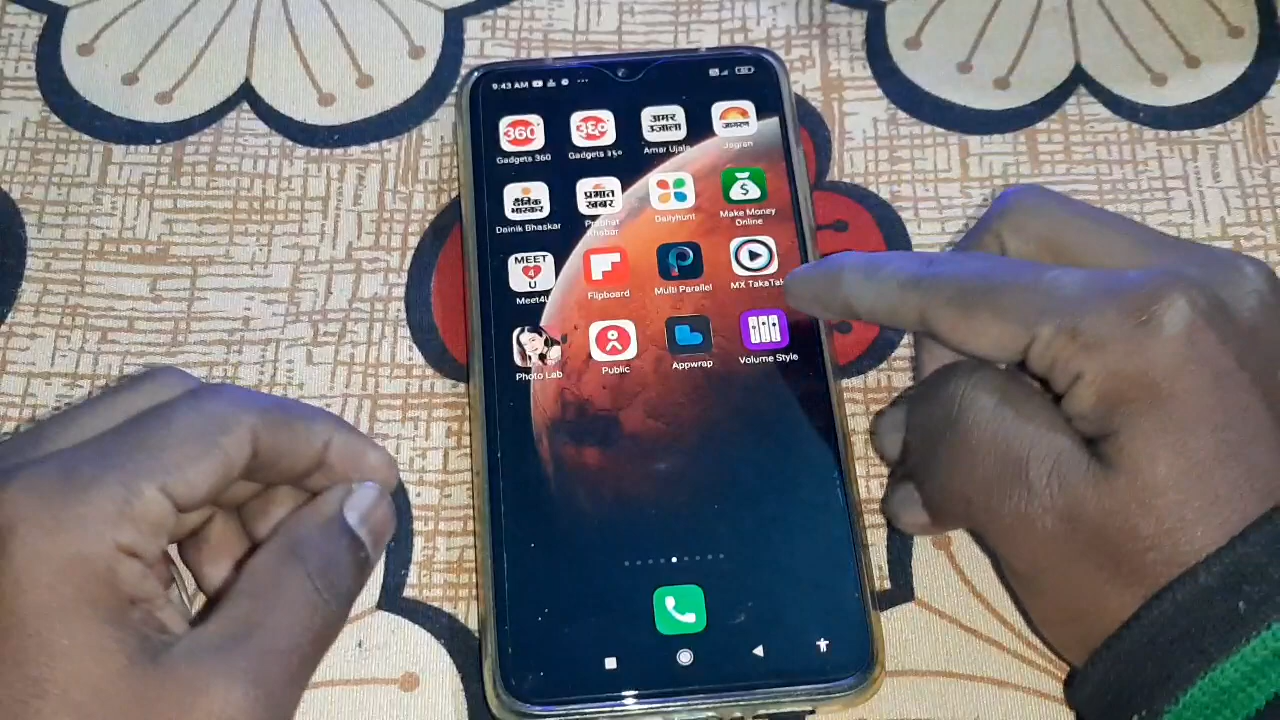 9:43 AM
360
३६०
अमर
उजाला
जागरण
Gadgets 360
Gadgets ३६०
Amar Ujala
Jagran
दैनिक
भास्कर
प्रभात
खबर
$
Dainik Bhaskar
Prabhat
Khabar
Dailyhunt
Make Money
Online
MEET
4
U
Meet4U
Flipboard
Multi Parallel
MX TakaTak
Photo Lab
Public
Appwrap
Volume Style